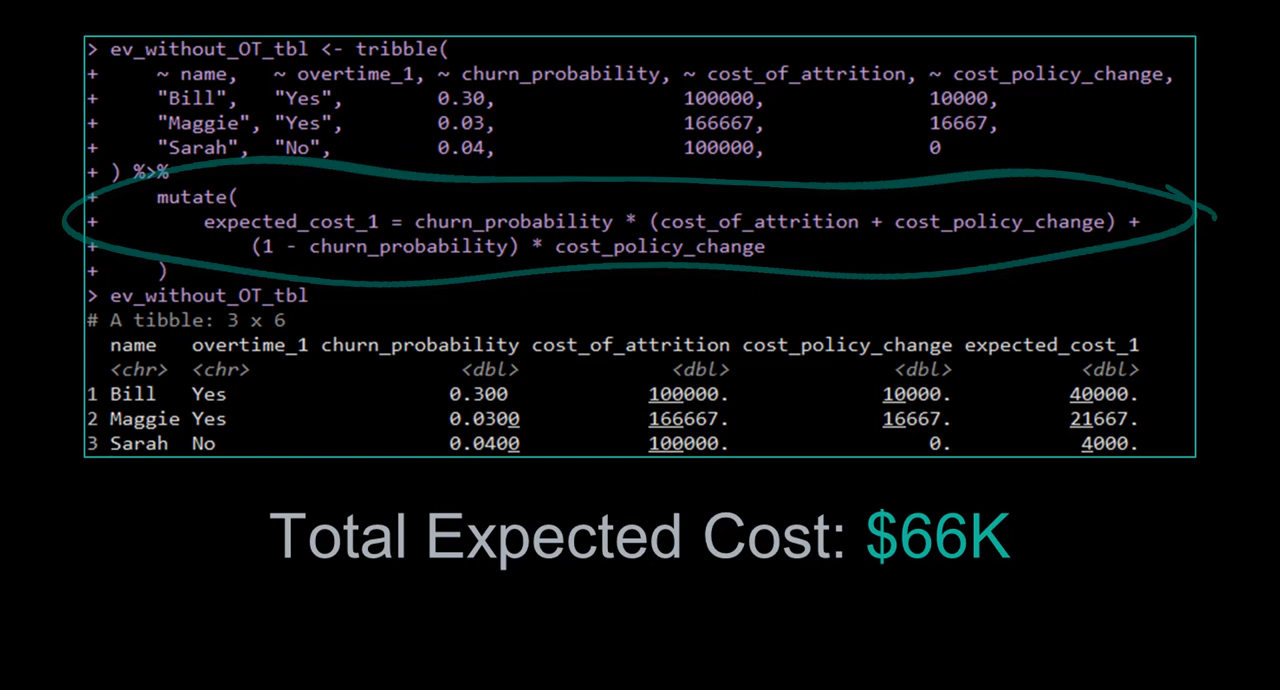 > ev_without_OT_tbl <- tribble(
+     ~ name,   ~ overtime_1, ~ churn_probability, ~ cost_of_attrition, ~ cost_policy_change,
+     "Bill",   "Yes",         0.30,                100000,              10000,
+     "Maggie", "Yes",         0.03,                166667,              16667,
+     "Sarah",  "No",          0.04,                100000,              0
+ ) %>%
+     mutate(
+         expected_cost_1 = churn_probability * (cost_of_attrition + cost_policy_change) +
+             (1 - churn_probability) * cost_policy_change
+     )
> ev_without_OT_tbl
# A tibble: 3 x 6
  name   overtime_1 churn_probability cost_of_attrition cost_policy_change expected_cost_1
  <chr>  <chr>                  <dbl>             <dbl>              <dbl>           <dbl>
1 Bill   Yes                   0.300            100000.             10000.          40000.
2 Maggie Yes                   0.0300           166667.             16667.          21667.
3 Sarah  No                    0.0400           100000.                 0.           4000.
Total Expected Cost: $66K